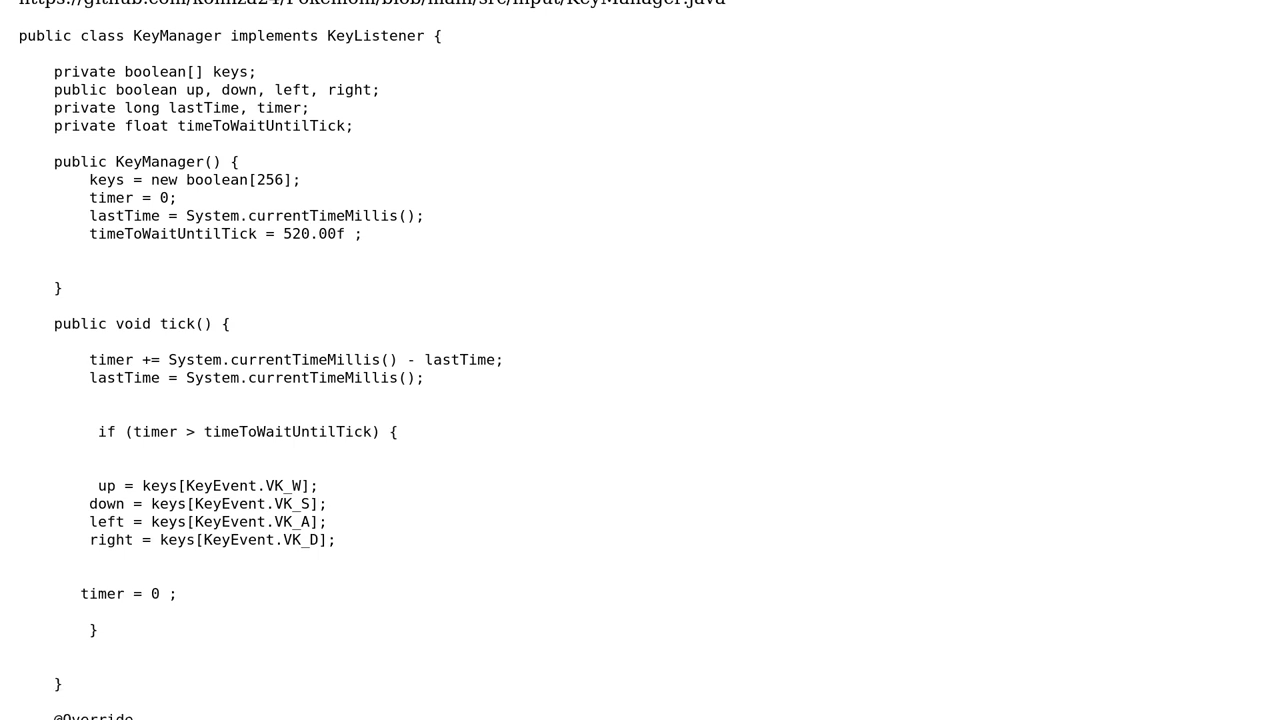 public class KeyManager implements KeyListener {
private boolean[] keys;
public boolean up, down, left, right;
private long lastTime, timer;
private float timeToWaitUntilTick;
public KeyManager() {
keys = new boolean[256];
timer = 0;
lastTime = System.currentTimeMillis();
timeToWaitUntilTick = 520.00f ;
}
public void tick() {
timer += System.currentTimeMillis() - lastTime;
lastTime = System.currentTimeMillis();
if (timer > timeToWaitUntilTick) {
up = keys[KeyEvent.VK_W];
down = keys[KeyEvent.VK_S];
left = keys[KeyEvent.VK_A];
right = keys[KeyEvent.VK_D];
timer = 0 ;
}
}
@Override